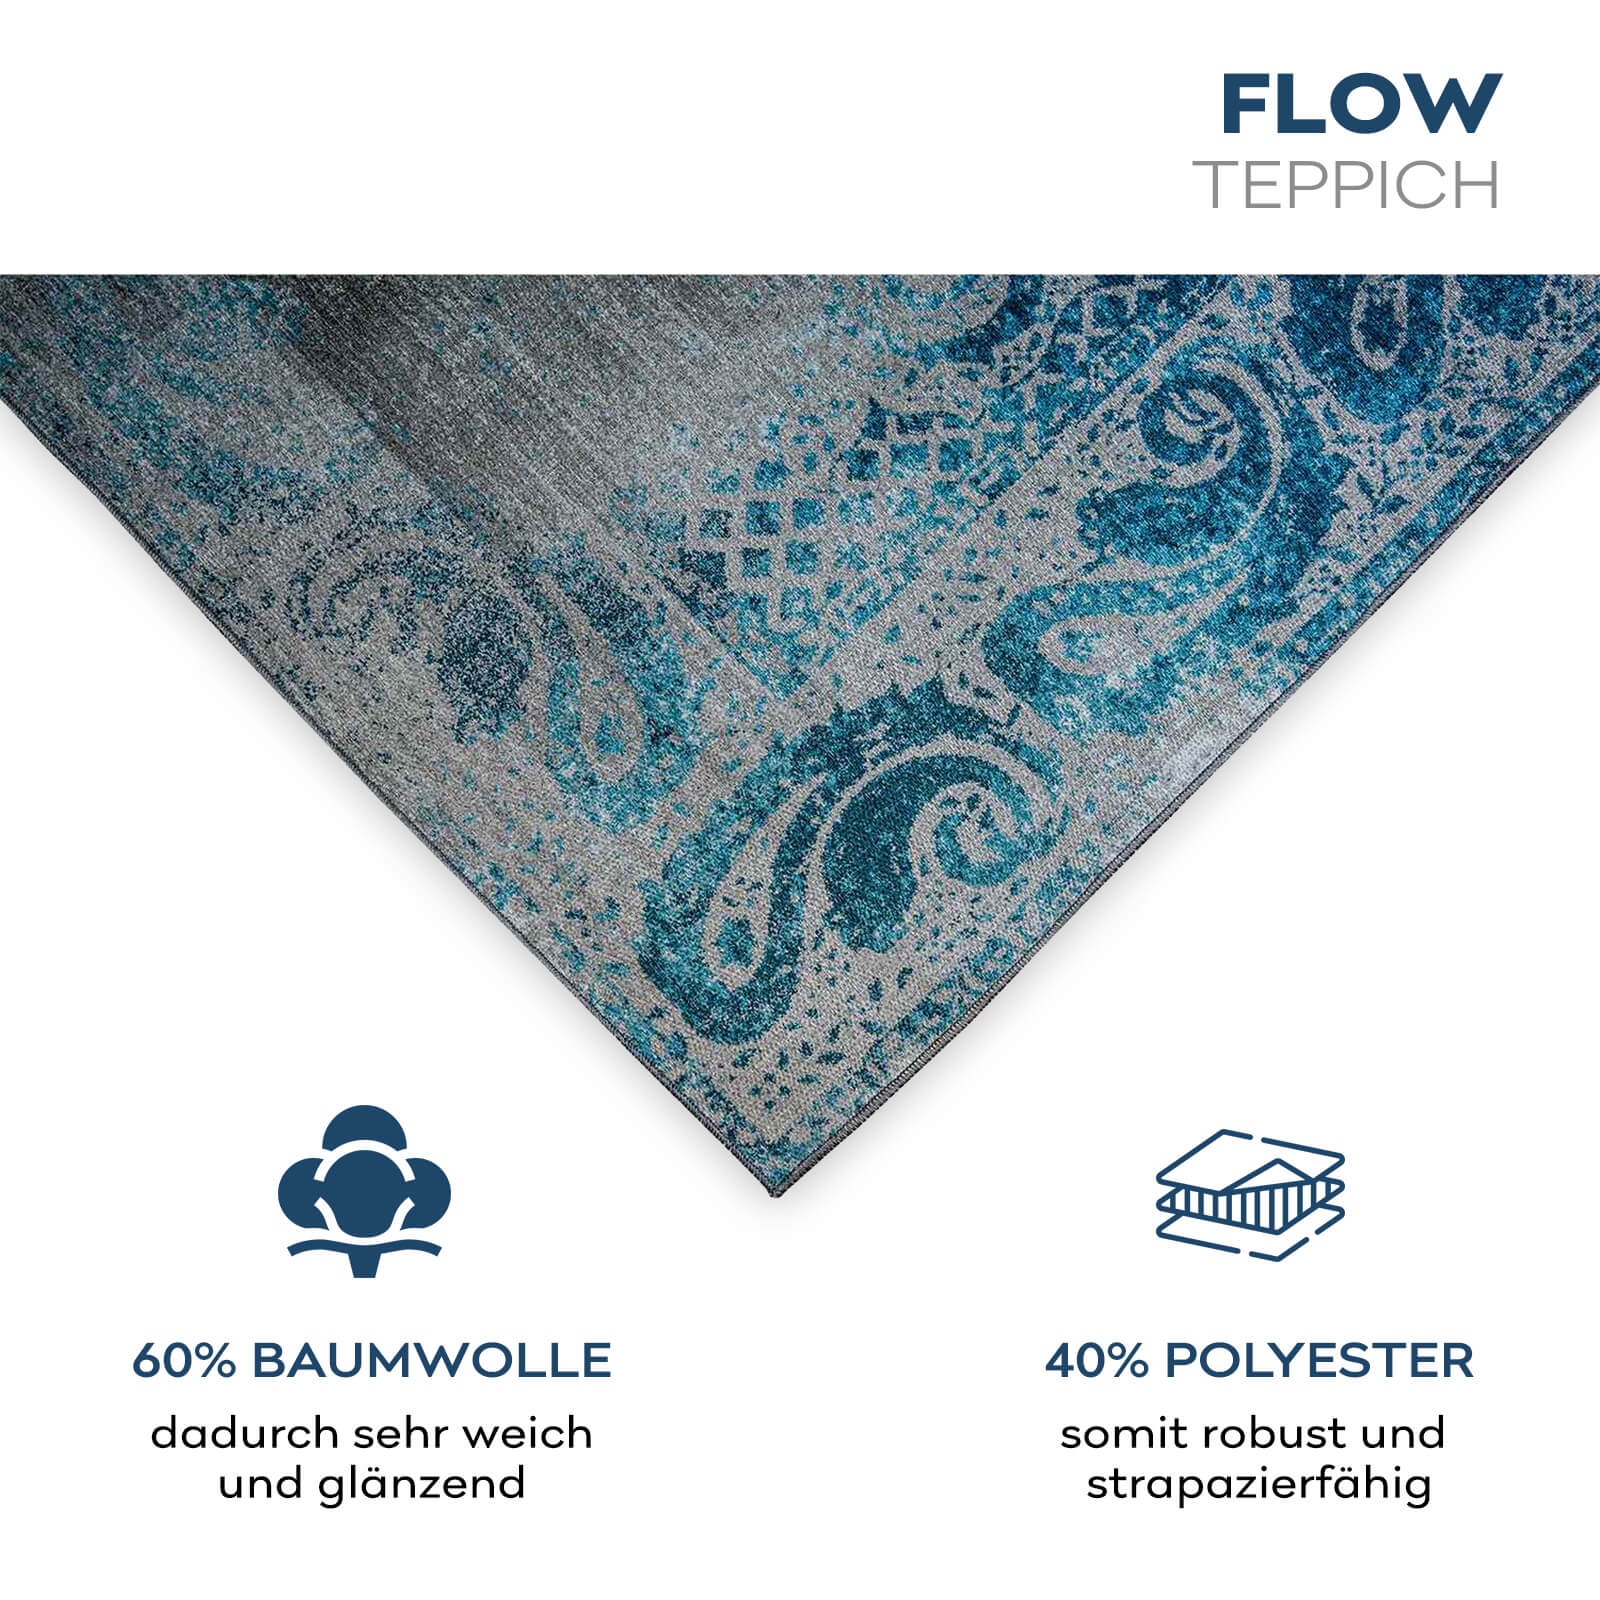 FLOW
TEPPICH
60% BAUMWOLLE
dadurch sehr weich
und glänzend
40% POLYESTER
somit robust und
strapazierfähig